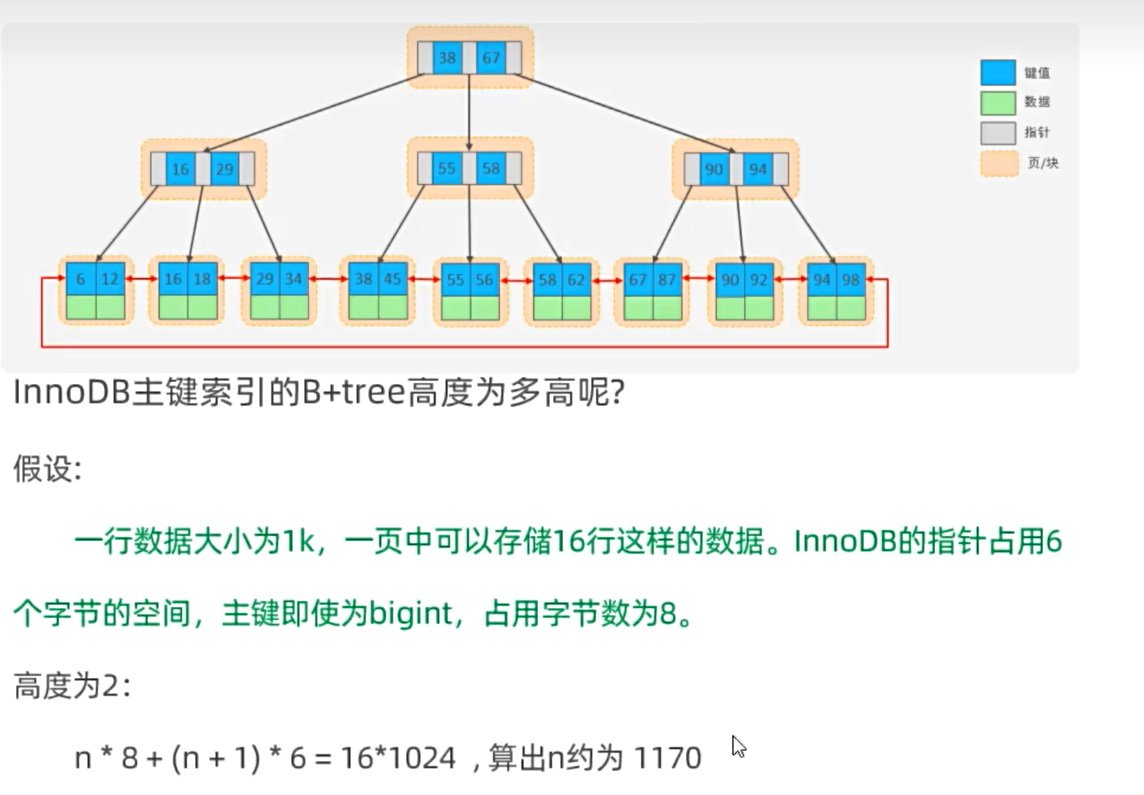 38 67
键值
数据
指针
页/块
16 29 55 58 90 94
6 12 16 18 29 34 38 45 55 56 58 62 67 87 90 92 94 98
InnoDB主键索引的B+tree高度为多高呢?
假设:
一行数据大小为1k，一页中可以存储16行这样的数据。InnoDB的指针占用6
个字节的空间，主键即使为bigint，占用字节数为8。
高度为2：
n * 8 + (n + 1) * 6 = 16*1024 , 算出n约为 1170